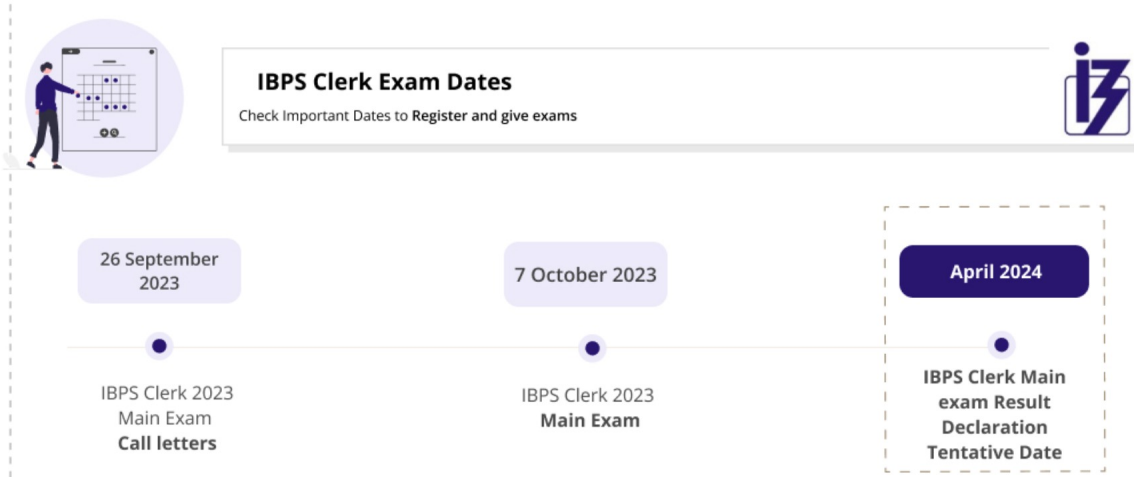 IBPS Clerk Exam Dates
Check Important Dates to Register and give exams
26 September
2023
IBPS Clerk 2023
Main Exam
Call letters
7 October 2023
IBPS Clerk 2023
Main Exam
April 2024
IBPS Clerk Main
exam Result
Declaration
Tentative Date